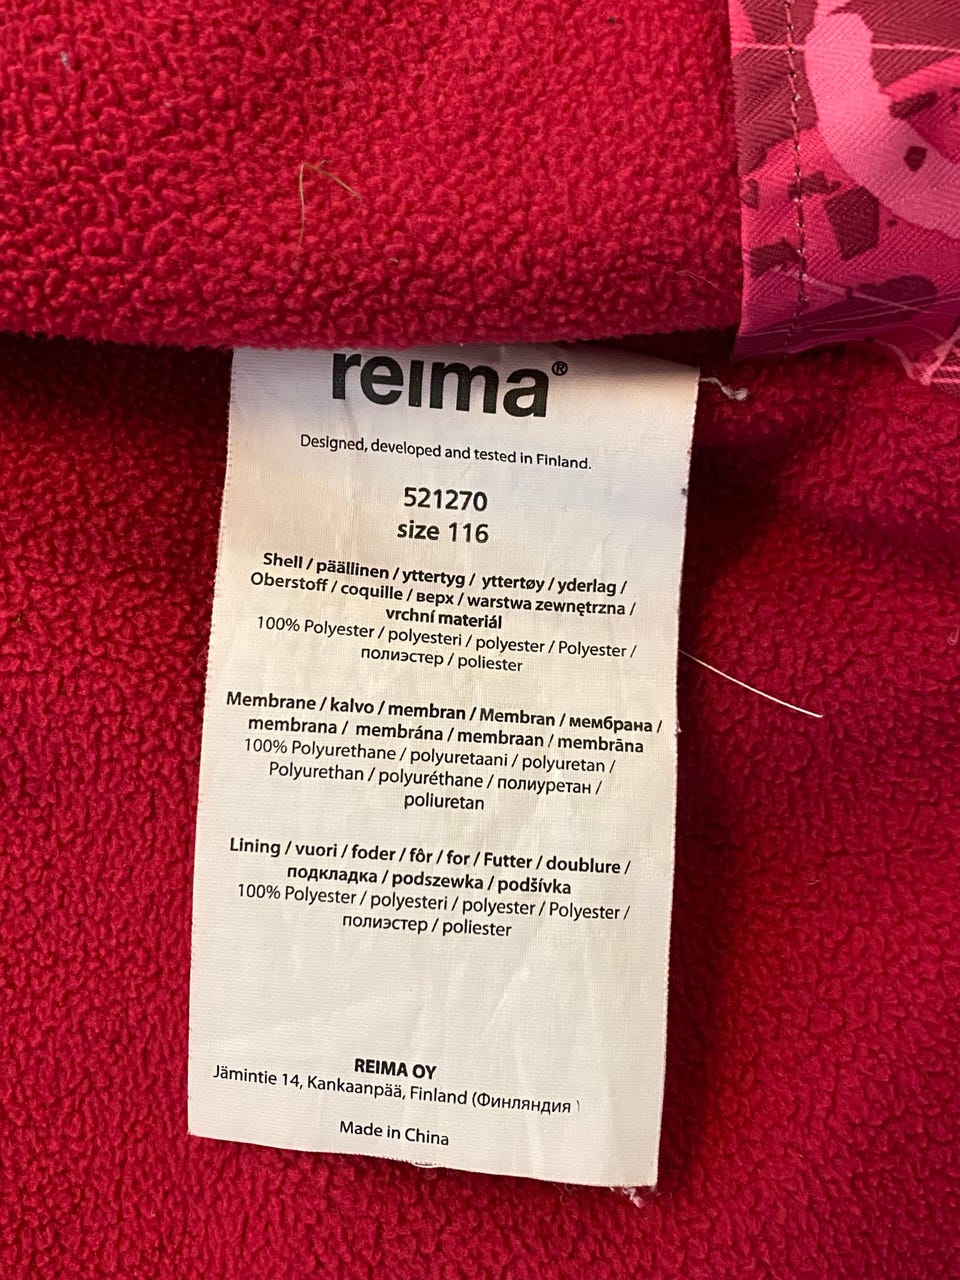 reima®
Designed, developed and tested in Finland.
521270
size 116
Shell / päällinen / yttertyg / yttertøy / yderlag /
Oberstoff / coquille / верх / warstwa zewnętrzna /
vrchní materiál
100% Polyester / polyesteri / polyester / Polyester /
полиэстер / poliester
Membrane / kalvo / membran / Membran / мембрана /
membrana / membrána / membraan / membrāna
100% Polyurethane / polyuretaani / polyuretan /
Polyurethan / polyuréthane / полиуретан /
poliuretan
Lining / vuori / foder / fôr / for / Futter / doublure /
подкладка / podszewka / podšívka
100% Polyester / polyesteri / polyester / Polyester /
полиэстер / poliester
REIMA OY
Jämintie 14, Kankaanpää, Finland (Финляндия )
Made in China